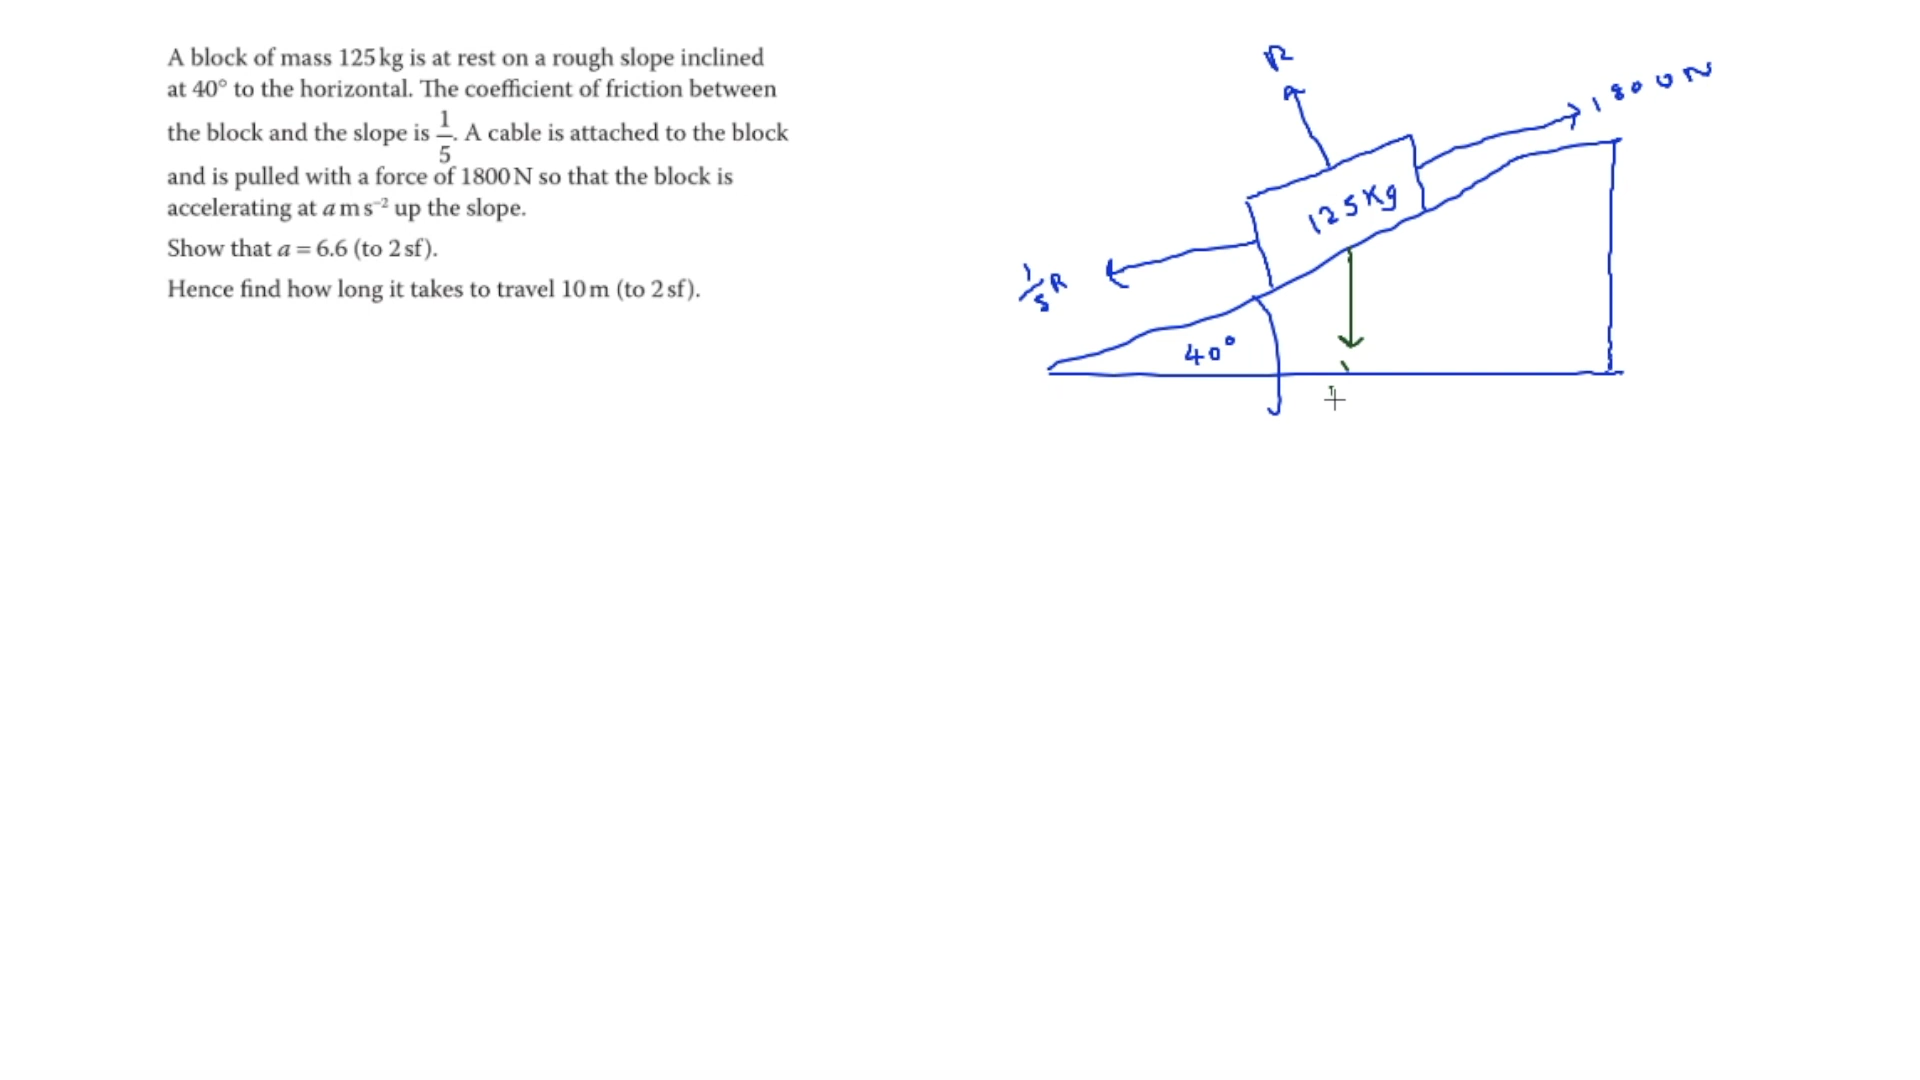 A block of mass 125 kg is at rest on a rough slope inclined
at 40° to the horizontal. The coefficient of friction between
the block and the slope is 1/5. A cable is attached to the block
and is pulled with a force of 1800 N so that the block is
accelerating at a m s⁻² up the slope.
Show that a = 6.6 (to 2 sf).
Hence find how long it takes to travel 10 m (to 2 sf).
R
1800N
125Kg
1/5 R
40°